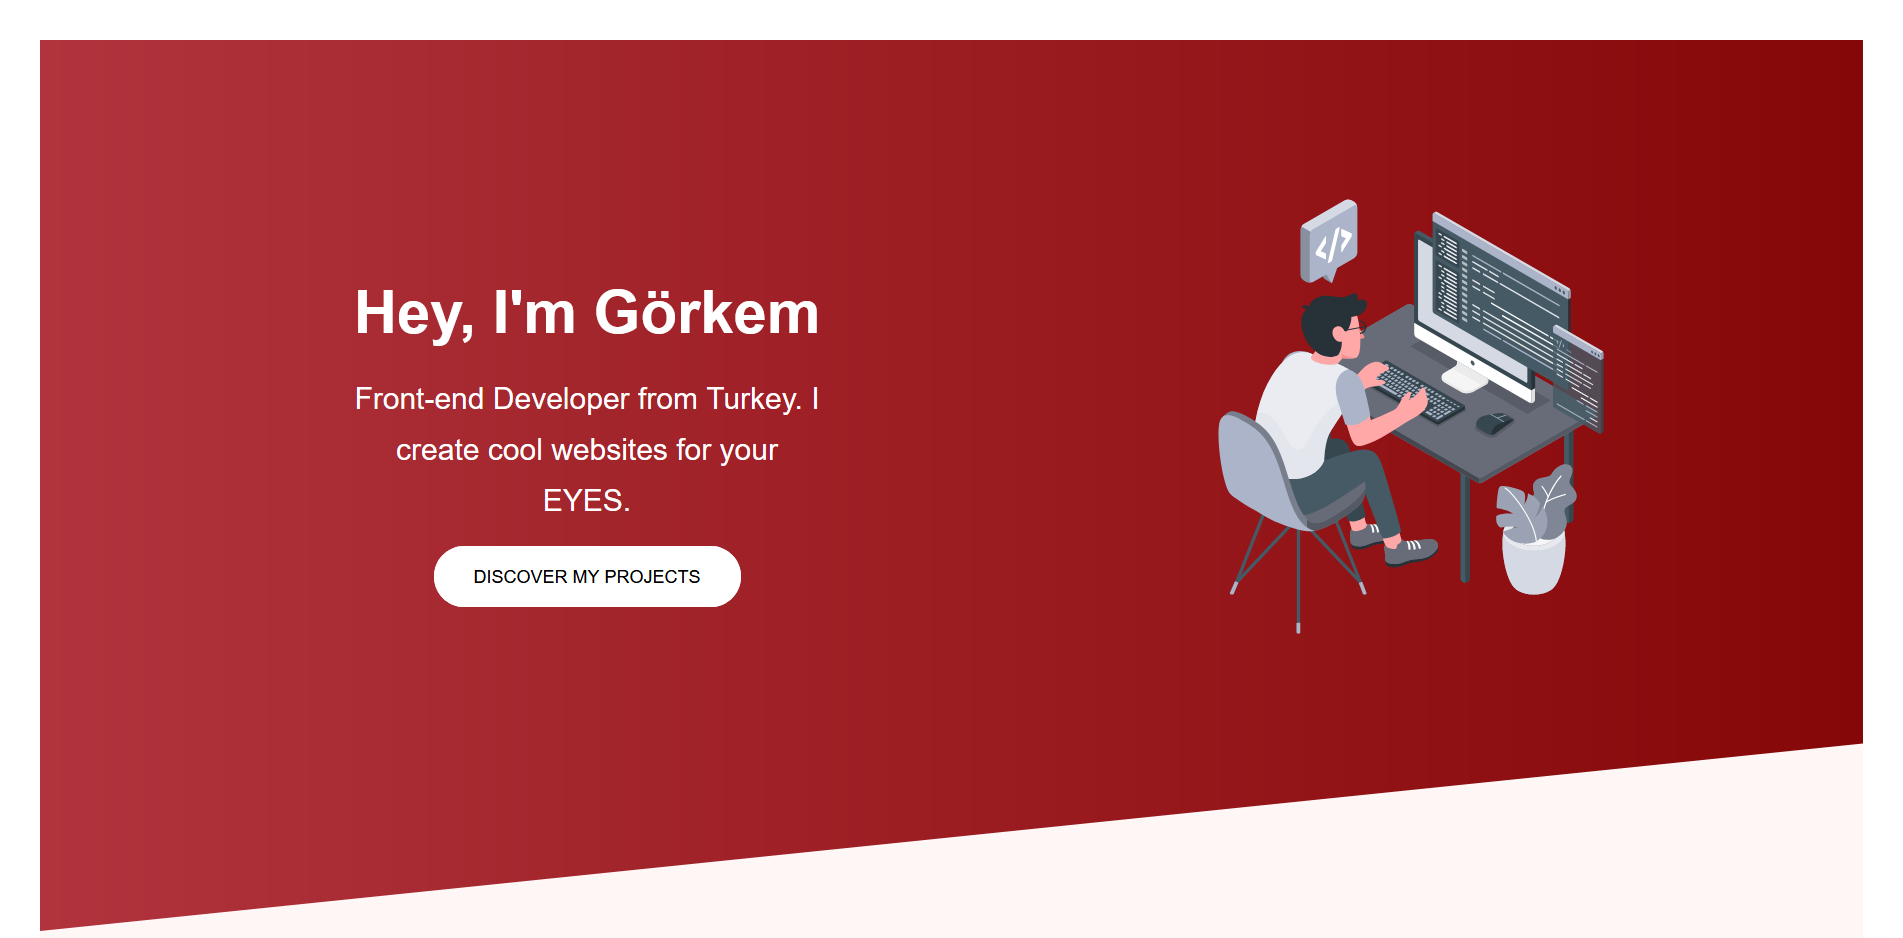 Hey, I'm Görkem
Front-end Developer from Turkey. I
create cool websites for your
EYES.
DISCOVER MY PROJECTS